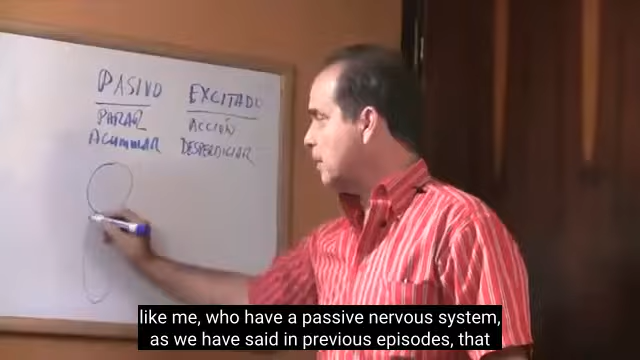 PASIVO EXCITADO
PARAR ACCIÓN
ACUMULAR DESPERDICIAR
like me, who have a passive nervous system,
as we have said in previous episodes, that